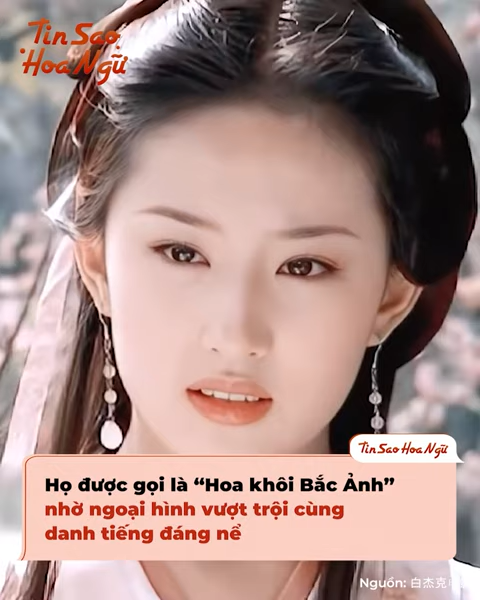 Tin Sao
Hoa Ngữ
Tin Sao Hoa Ngữ
Họ được gọi là “Hoa khôi Bắc Ảnh”
nhờ ngoại hình vượt trội cùng
danh tiếng đáng nể
Nguồn: 白杰克